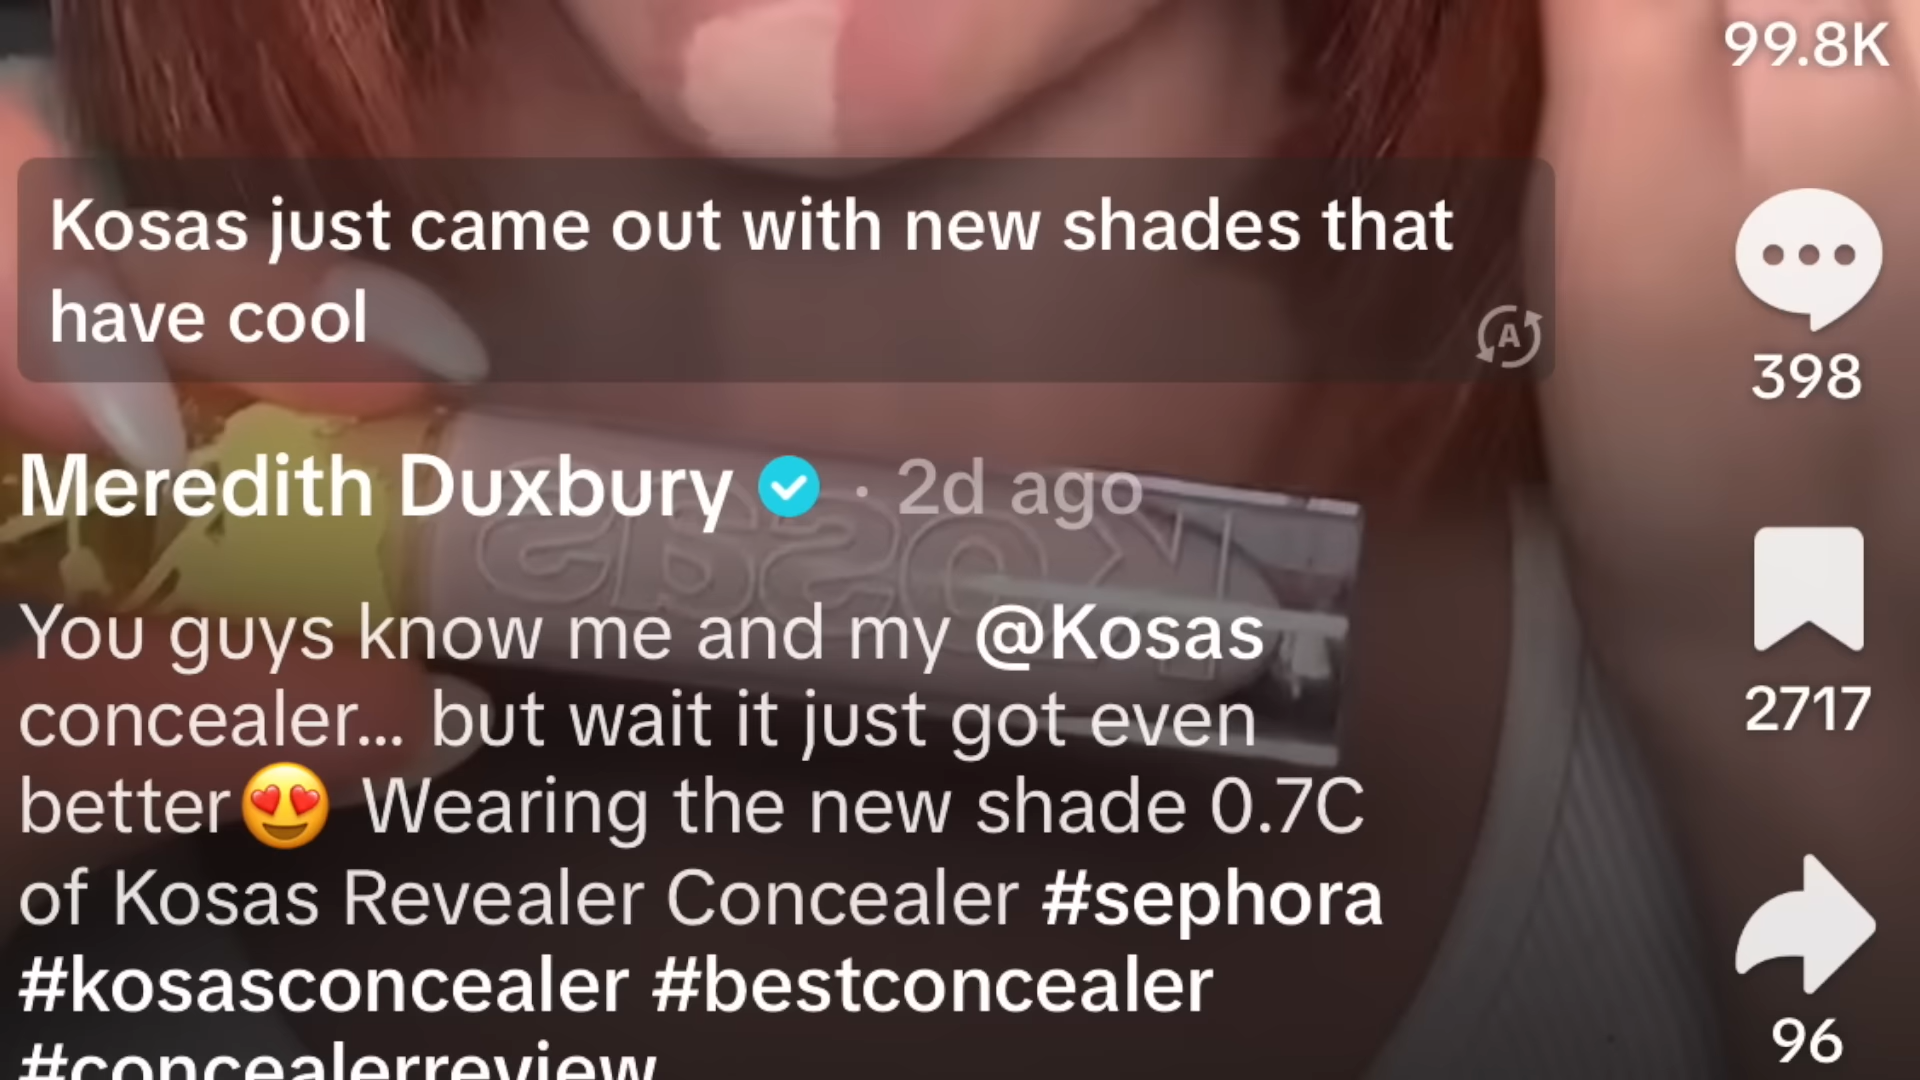 99.8K
Kosas just came out with new shades that
have cool
A
398
Meredith Duxbury · 2d ago
KOSAS
2717
You guys know me and my @Kosas
concealer... but wait it just got even
better😍 Wearing the new shade 0.7C
of Kosas Revealer Concealer #sephora
#kosasconcealer #bestconcealer
#concealerreview
96